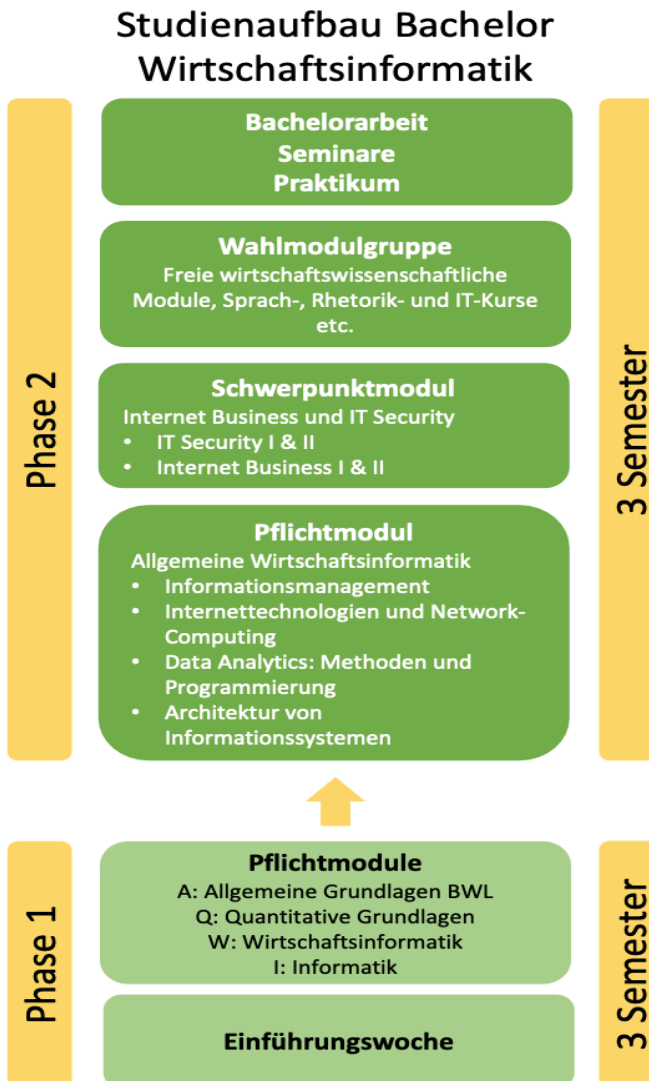 Studienaufbau Bachelor
Wirtschaftsinformatik
Phase 2
Bachelorarbeit
Seminare
Praktikum
Wahlmodulgruppe
Freie wirtschaftswissenschaftliche
Module, Sprach-, Rhetorik- und IT-Kurse
etc.
Schwerpunktmodul
Internet Business und IT Security
• IT Security I & II
• Internet Business I & II
Pflichtmodul
Allgemeine Wirtschaftsinformatik
• Informationsmanagement
• Internettechnologien und Network-
Computing
• Data Analytics: Methoden und
Programmierung
• Architektur von
Informationssystemen
3 Semester
Phase 1
Pflichtmodule
A: Allgemeine Grundlagen BWL
Q: Quantitative Grundlagen
W: Wirtschaftsinformatik
I: Informatik
Einführungswoche
3 Semester